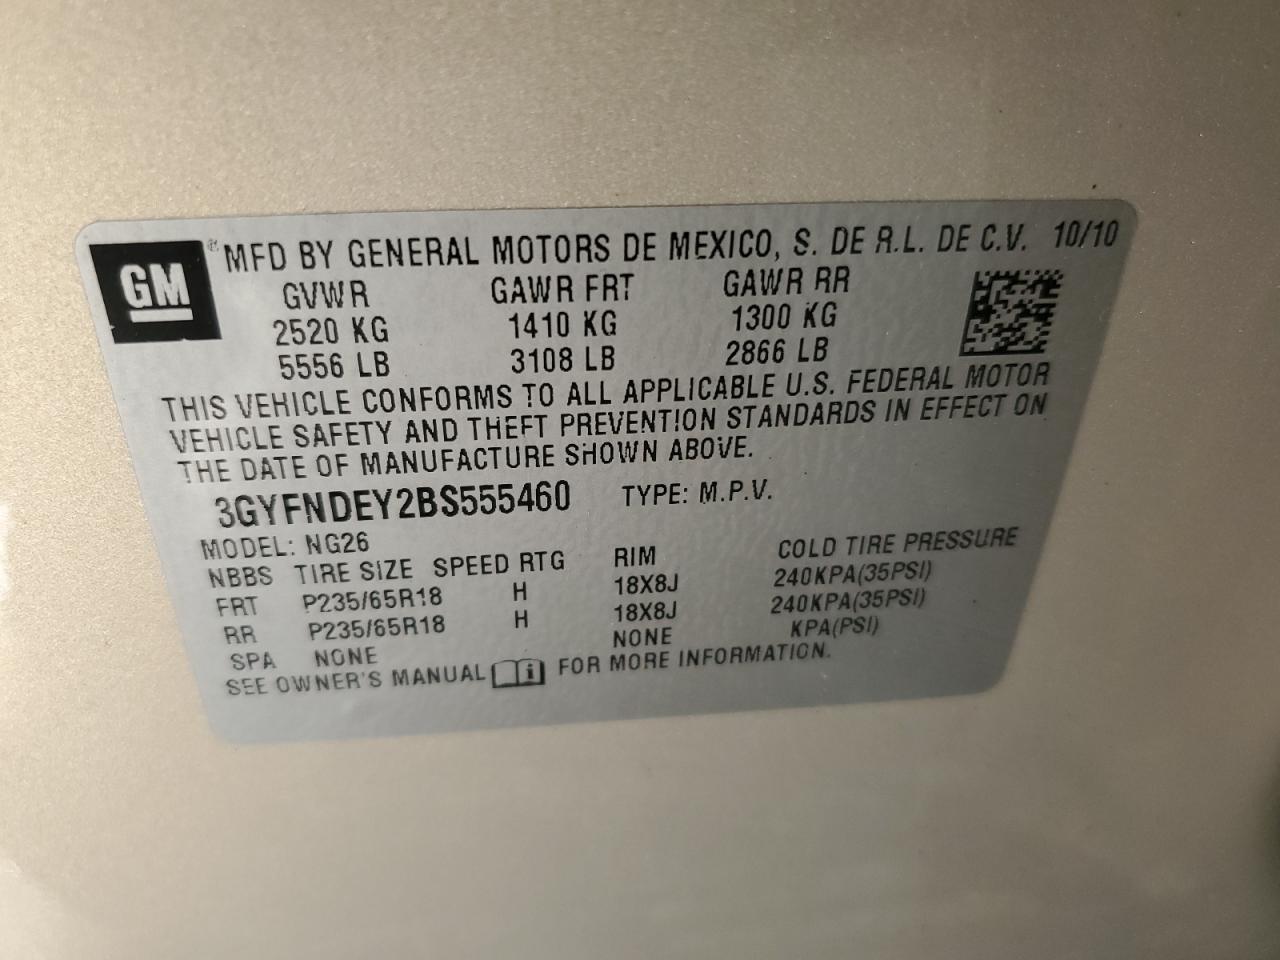 GM ® MFD BY GENERAL MOTORS DE MEXICO, S. DE R.L. DE C.V. 10/10
GVWR GAWR FRT GAWR RR
2520 KG 1410 KG 1300 KG
5556 LB 3108 LB 2866 LB
THIS VEHICLE CONFORMS TO ALL APPLICABLE U.S. FEDERAL MOTOR
VEHICLE SAFETY AND THEFT PREVENTION STANDARDS IN EFFECT ON
THE DATE OF MANUFACTURE SHOWN ABOVE.
3GYFNDEY2BS555460 TYPE: M.P.V.
MODEL: NG26
NBBS TIRE SIZE SPEED RTG RIM COLD TIRE PRESSURE
FRT P235/65R18 H 18X8J 240KPA(35PSI)
RR P235/65R18 H 18X8J 240KPA(35PSI)
SPA NONE NONE KPA(PSI)
SEE OWNER'S MANUAL i FOR MORE INFORMATION.